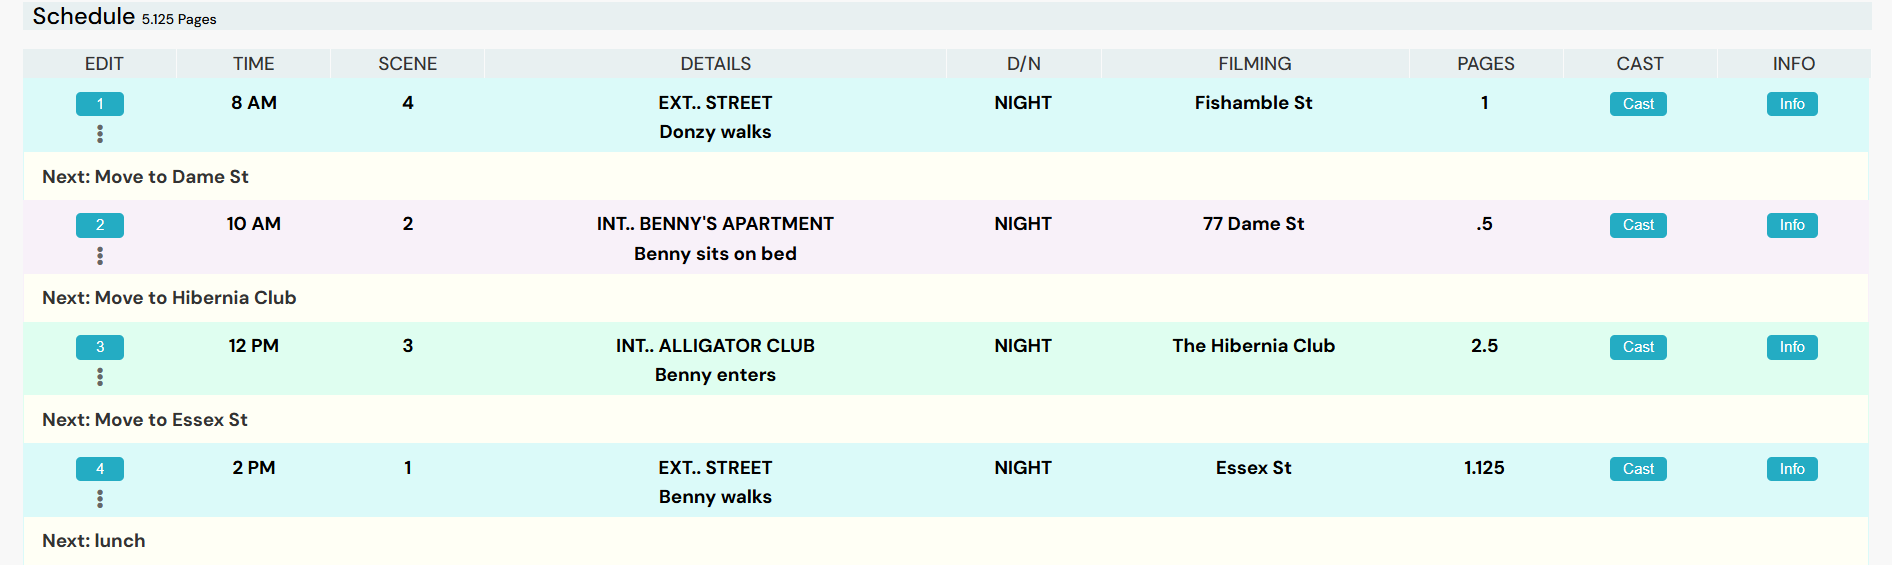 Schedule 5.125 Pages
EDIT TIME SCENE DETAILS D/N FILMING PAGES CAST INFO
1 8 AM 4 EXT.. STREET NIGHT Fishamble St 1 Cast Info
Donzy walks
Next: Move to Dame St
2 10 AM 2 INT.. BENNY'S APARTMENT NIGHT 77 Dame St .5 Cast Info
Benny sits on bed
Next: Move to Hibernia Club
3 12 PM 3 INT.. ALLIGATOR CLUB NIGHT The Hibernia Club 2.5 Cast Info
Benny enters
Next: Move to Essex St
4 2 PM 1 EXT.. STREET NIGHT Essex St 1.125 Cast Info
Benny walks
Next: lunch